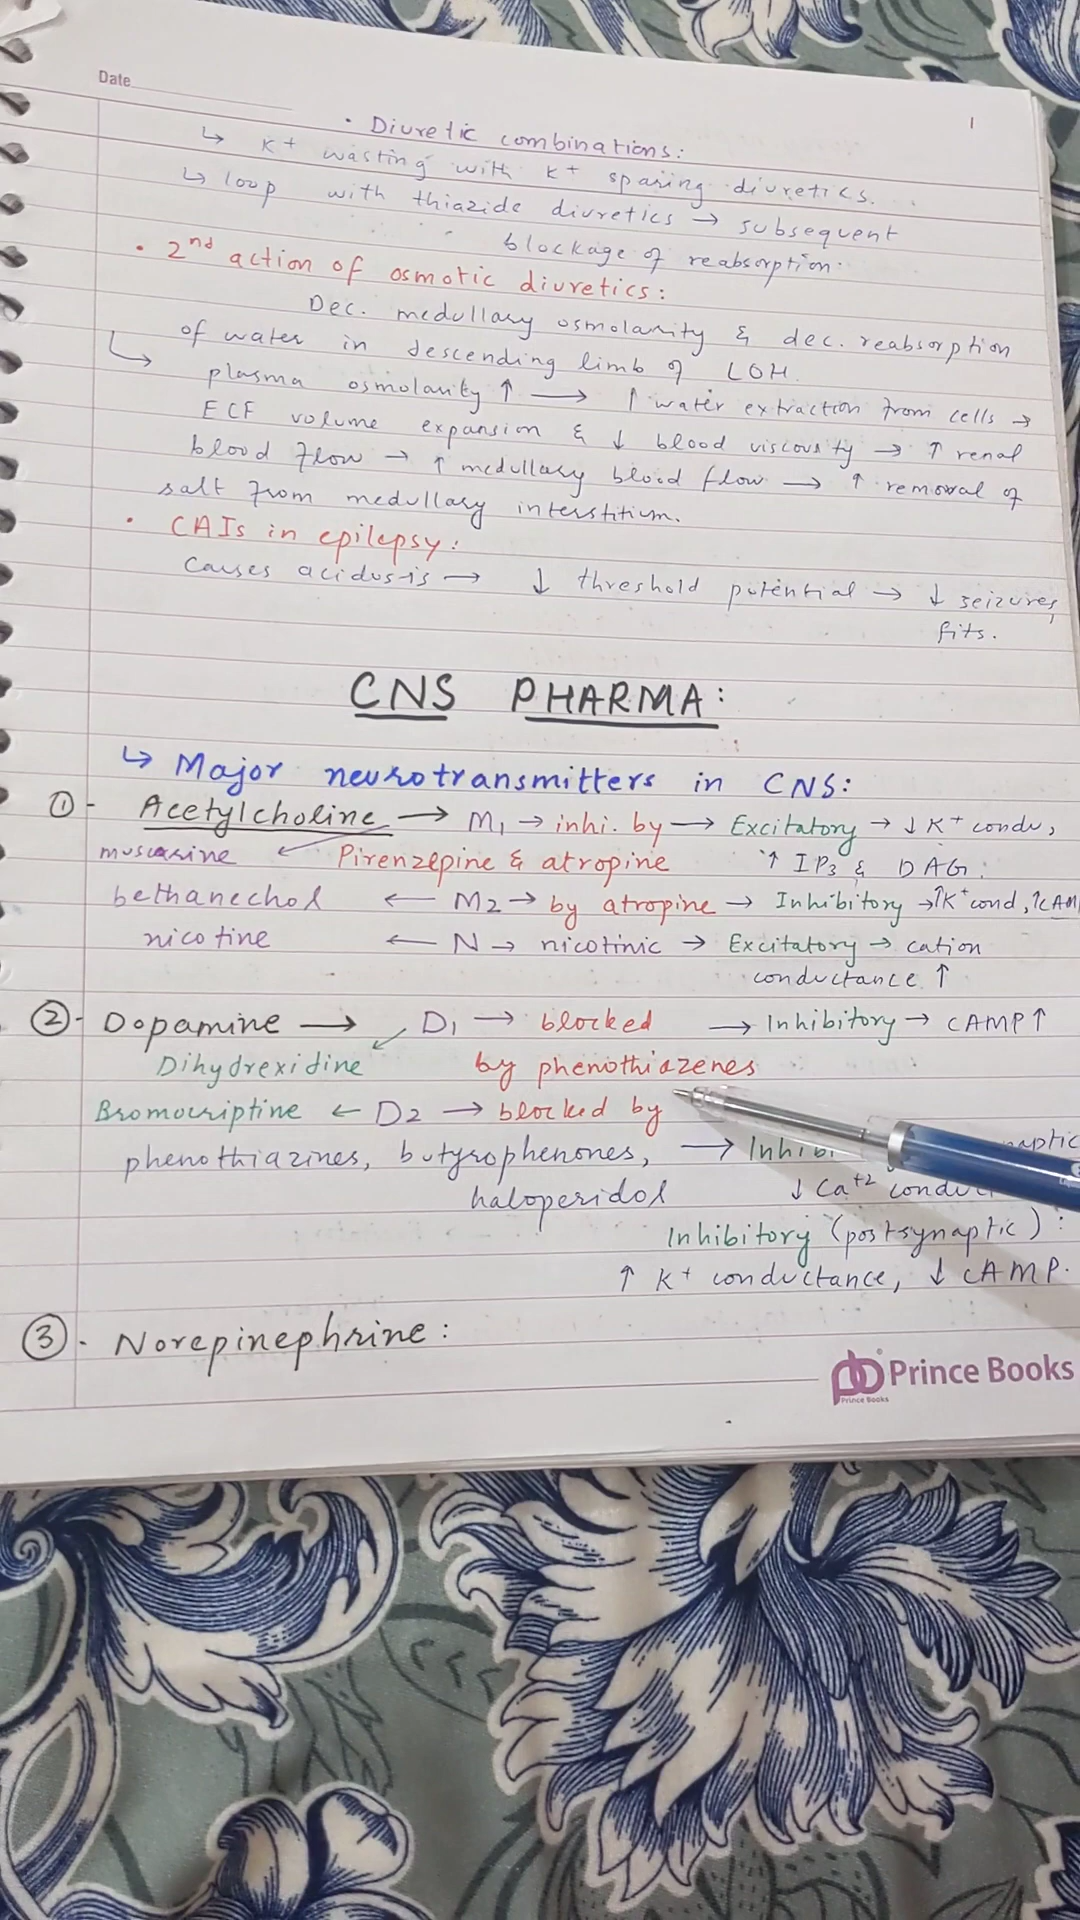 Date
1
• Diuretic combinations:
↳ K+ wasting with K+ sparing diuretics.
↳ loop with thiazide diuretics → subsequent
blockage of reabsorption.
• 2nd action of osmotic diuretics:
Dec. medullary osmolarity & dec. reabsorption
of water in descending limb of LOH.
↳ plasma osmolarity ↑ → ↑ water extraction from cells →
ECF volume expansion & ↓ blood viscosity → ↑ renal
blood flow → ↑ medullary blood flow → ↑ removal of
salt from medullary interstitium.
• CAIs in epilepsy:
Causes acidosis → ↓ threshold potential → ↓ seizures,
fits.
CNS PHARMA:
↳ Major neurotransmitters in CNS:
①- Acetylcholine → M1 → inhi. by → Excitatory → ↓ K+ condu,
muscarine ← Pirenzepine & atropine ↑ IP3 & DAG:
bethanechol ← M2 → by atropine → Inhibitory → ↑K+ cond, ↑cAM
nicotine ← N → nicotinic → Excitatory → cation
conductance ↑
②- Dopamine → D1 → blocked → Inhibitory → cAMP↑
Dihydrexidine by phenothiazenes
Bromocriptine ← D2 → blocked by
phenothiazines, butyrophenones, → Inhibi naptic
haloperidol ↓ Ca+2 conduc
Inhibitory (postsynaptic):
↑ K+ conductance, ↓ cAMP.
③- Norepinephrine:
Prince Books
Prince Books